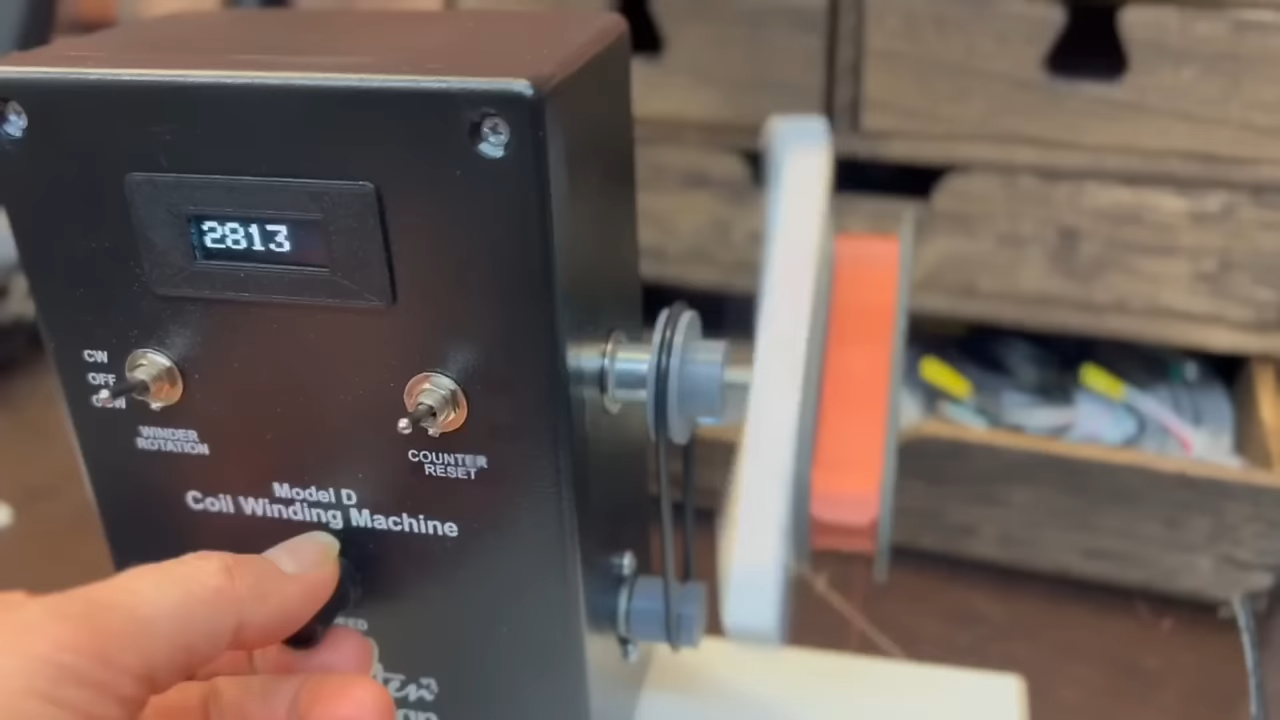 2813
CW
OFF
CCW
WINDER
ROTATION
COUNTER
RESET
Model D
Coil Winding Machine